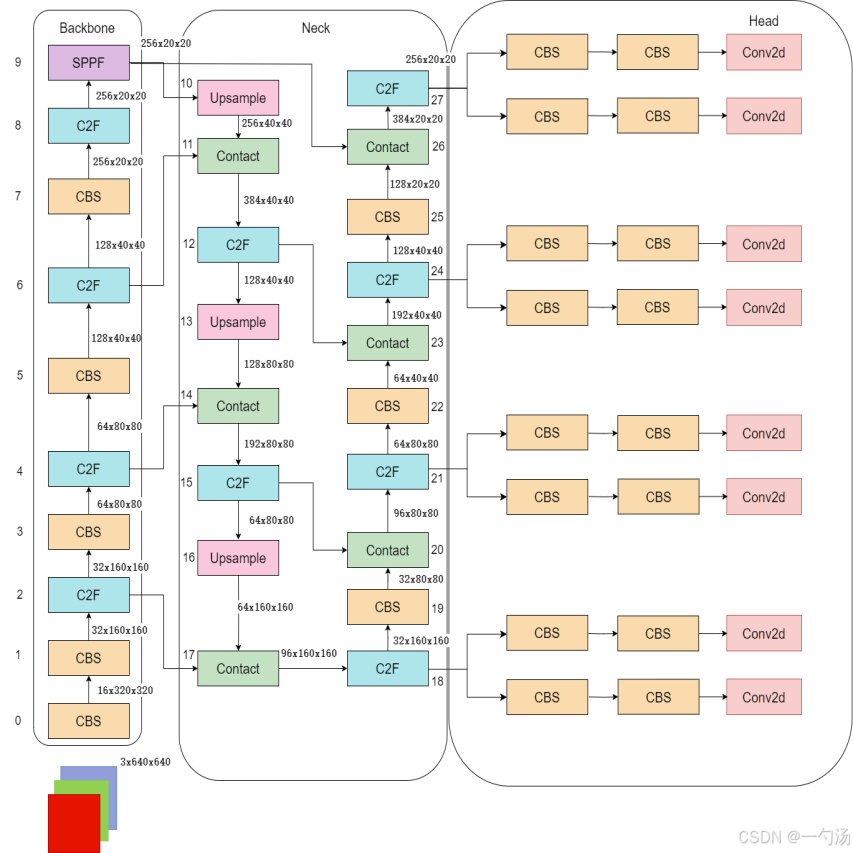 Backbone
Neck
Head
9
SPPF
256x20x20
256x20x20
8
C2F
256x20x20
7
CBS
128x40x40
6
C2F
128x40x40
5
CBS
64x80x80
4
C2F
64x80x80
3
CBS
32x160x160
2
C2F
32x160x160
1
CBS
16x320x320
0
CBS
3x640x640
10
Upsample
256x40x40
11
Contact
384x40x40
12
C2F
128x40x40
13
Upsample
128x80x80
14
Contact
192x80x80
15
C2F
64x80x80
16
Upsample
64x160x160
17
Contact
96x160x160
256x20x20
C2F
27
384x20x20
Contact
26
128x20x20
CBS
25
128x40x40
C2F
24
192x40x40
Contact
23
64x40x40
CBS
22
64x80x80
C2F
21
96x80x80
Contact
20
32x80x80
CBS
19
32x160x160
C2F
18
CBS CBS Conv2d
CBS CBS Conv2d
CBS CBS Conv2d
CBS CBS Conv2d
CBS CBS Conv2d
CBS CBS Conv2d
CBS CBS Conv2d
CBS CBS Conv2d
CSDN @一勺汤